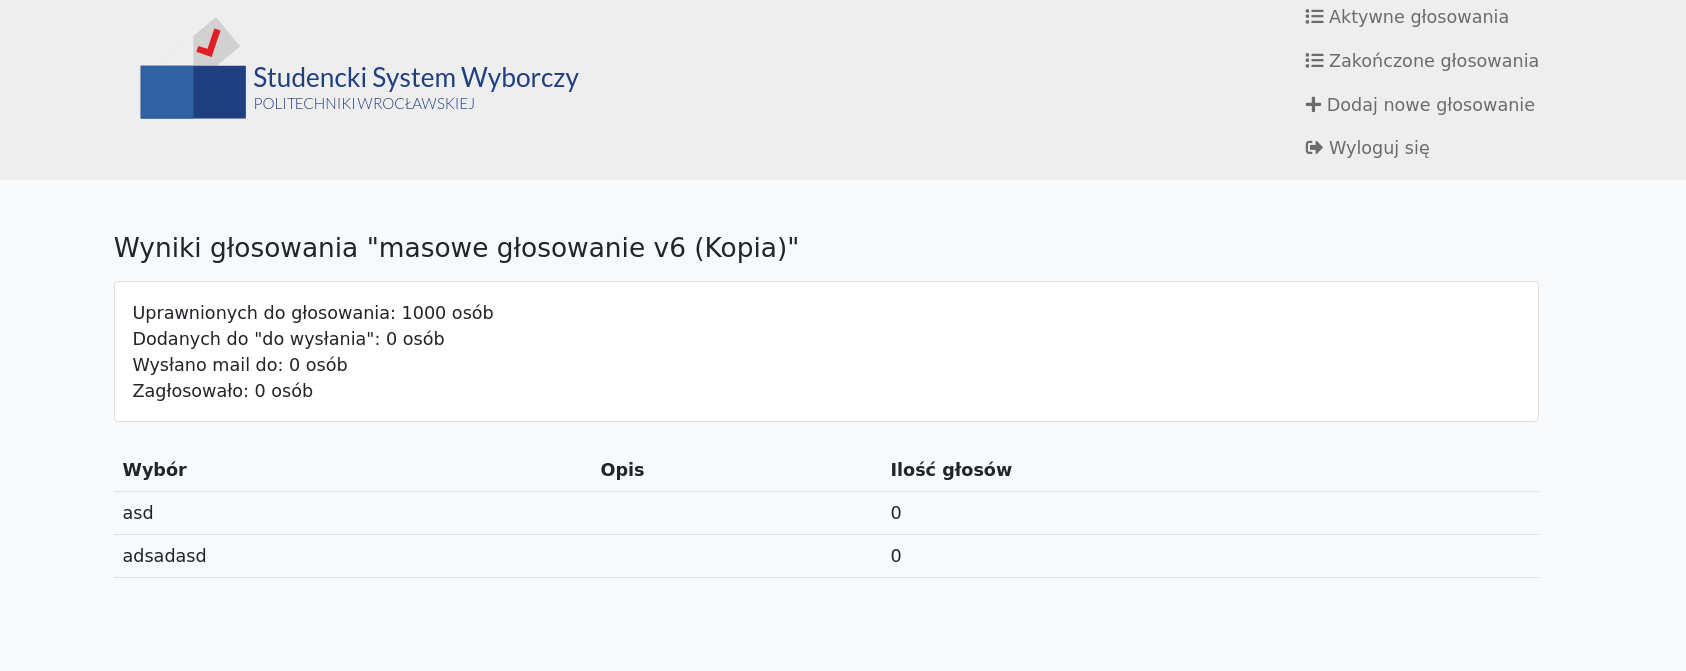 Studencki System Wyborczy
POLITECHNIKI WROCŁAWSKIEJ
Aktywne głosowania
Zakończone głosowania
Dodaj nowe głosowanie
Wyloguj się
Wyniki głosowania "masowe głosowanie v6 (Kopia)"
Uprawnionych do głosowania: 1000 osób
Dodanych do "do wysłania": 0 osób
Wysłano mail do: 0 osób
Zagłosowało: 0 osób
Wybór Opis Ilość głosów
asd 0
adsadasd 0